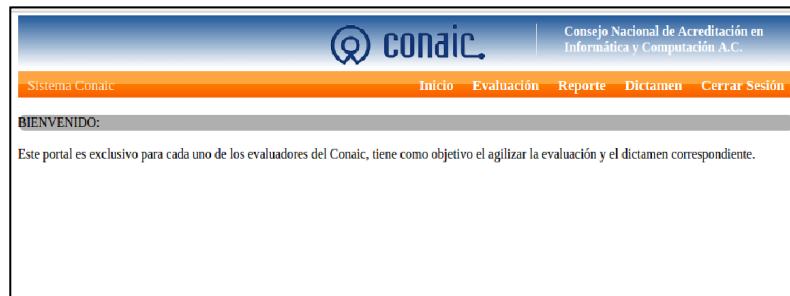 conaic.
Consejo Nacional de Acreditación en
Informática y Computación A.C.
Sistema Conaic
Inicio Evaluación Reporte Dictamen Cerrar Sesión
BIENVENIDO:
Este portal es exclusivo para cada uno de los evaluadores del Conaic, tiene como objetivo el agilizar la evaluación y el dictamen correspondiente.